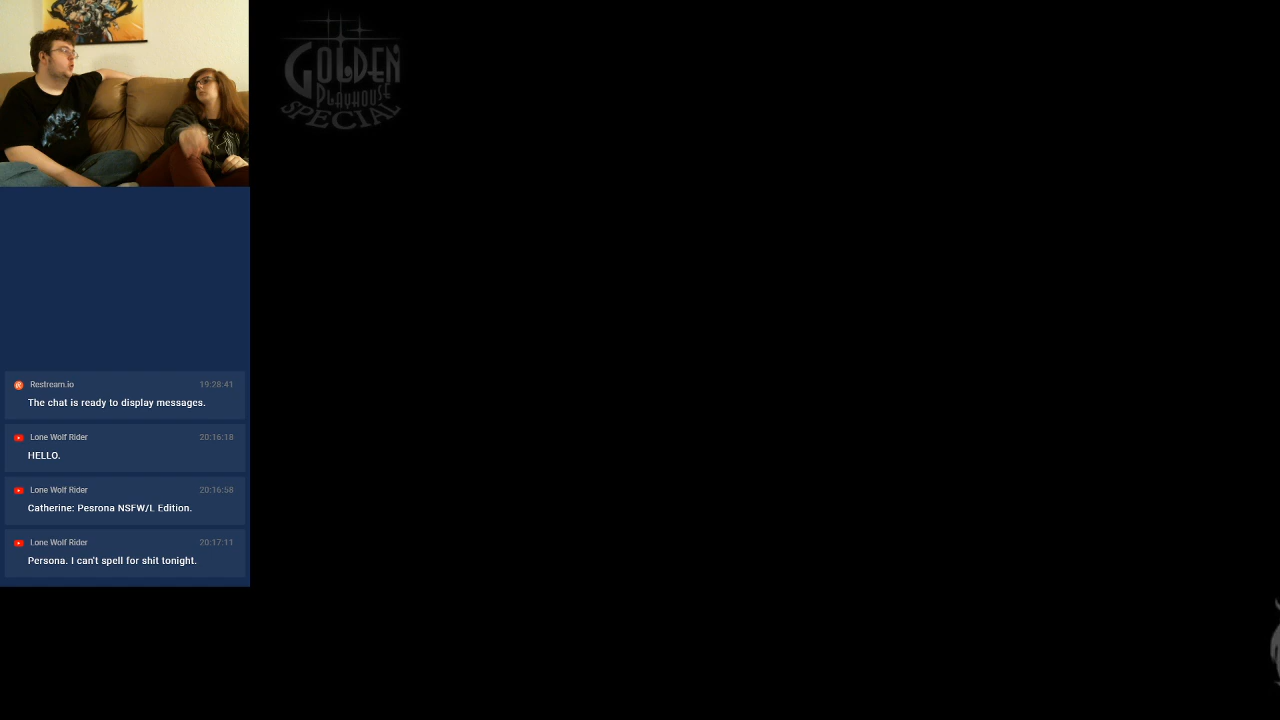 GOLDEN
PLAYHOUSE
SPECIAL
Restream.io 19:28:41
The chat is ready to display messages.
Lone Wolf Rider 20:16:18
HELLO.
Lone Wolf Rider 20:16:58
Catherine: Pesrona NSFW/L Edition.
Lone Wolf Rider 20:17:11
Persona. I can't spell for shit tonight.